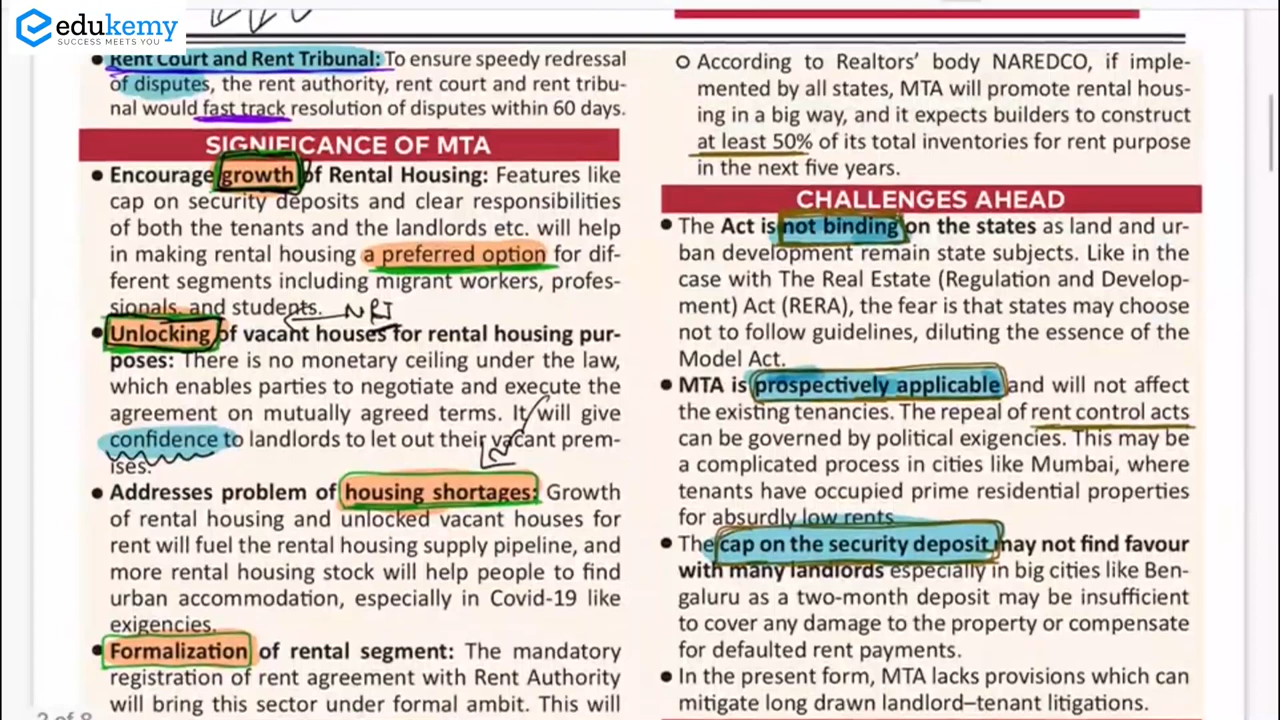 edukemy
SUCCESS MEETS YOU
• Rent Court and Rent Tribunal: To ensure speedy redressal
of disputes, the rent authority, rent court and rent tribu-
nal would fast track resolution of disputes within 60 days.
SIGNIFICANCE OF MTA
• Encourage growth of Rental Housing: Features like
cap on security deposits and clear responsibilities
of both the tenants and the landlords etc. will help
in making rental housing a preferred option for dif-
ferent segments including migrant workers, profes-
sionals, and students.
NRI
• Unlocking of vacant houses for rental housing pur-
poses: There is no monetary ceiling under the law,
which enables parties to negotiate and execute the
agreement on mutually agreed terms. It will give
confidence to landlords to let out their vacant prem-
ises.
• Addresses problem of housing shortages: Growth
of rental housing and unlocked vacant houses for
rent will fuel the rental housing supply pipeline, and
more rental housing stock will help people to find
urban accommodation, especially in Covid-19 like
exigencies.
• Formalization of rental segment: The mandatory
registration of rent agreement with Rent Authority
will bring this sector under formal ambit. This will
2 of 8
○ According to Realtors' body NAREDCO, if imple-
mented by all states, MTA will promote rental hous-
ing in a big way, and it expects builders to construct
at least 50% of its total inventories for rent purpose
in the next five years.
CHALLENGES AHEAD
• The Act is not binding on the states as land and ur-
ban development remain state subjects. Like in the
case with The Real Estate (Regulation and Develop-
ment) Act (RERA), the fear is that states may choose
not to follow guidelines, diluting the essence of the
Model Act.
• MTA is prospectively applicable and will not affect
the existing tenancies. The repeal of rent control acts
can be governed by political exigencies. This may be
a complicated process in cities like Mumbai, where
tenants have occupied prime residential properties
for absurdly low rents
• The cap on the security deposit may not find favour
with many landlords especially in big cities like Ben-
galuru as a two-month deposit may be insufficient
to cover any damage to the property or compensate
for defaulted rent payments.
• In the present form, MTA lacks provisions which can
mitigate long drawn landlord–tenant litigations.